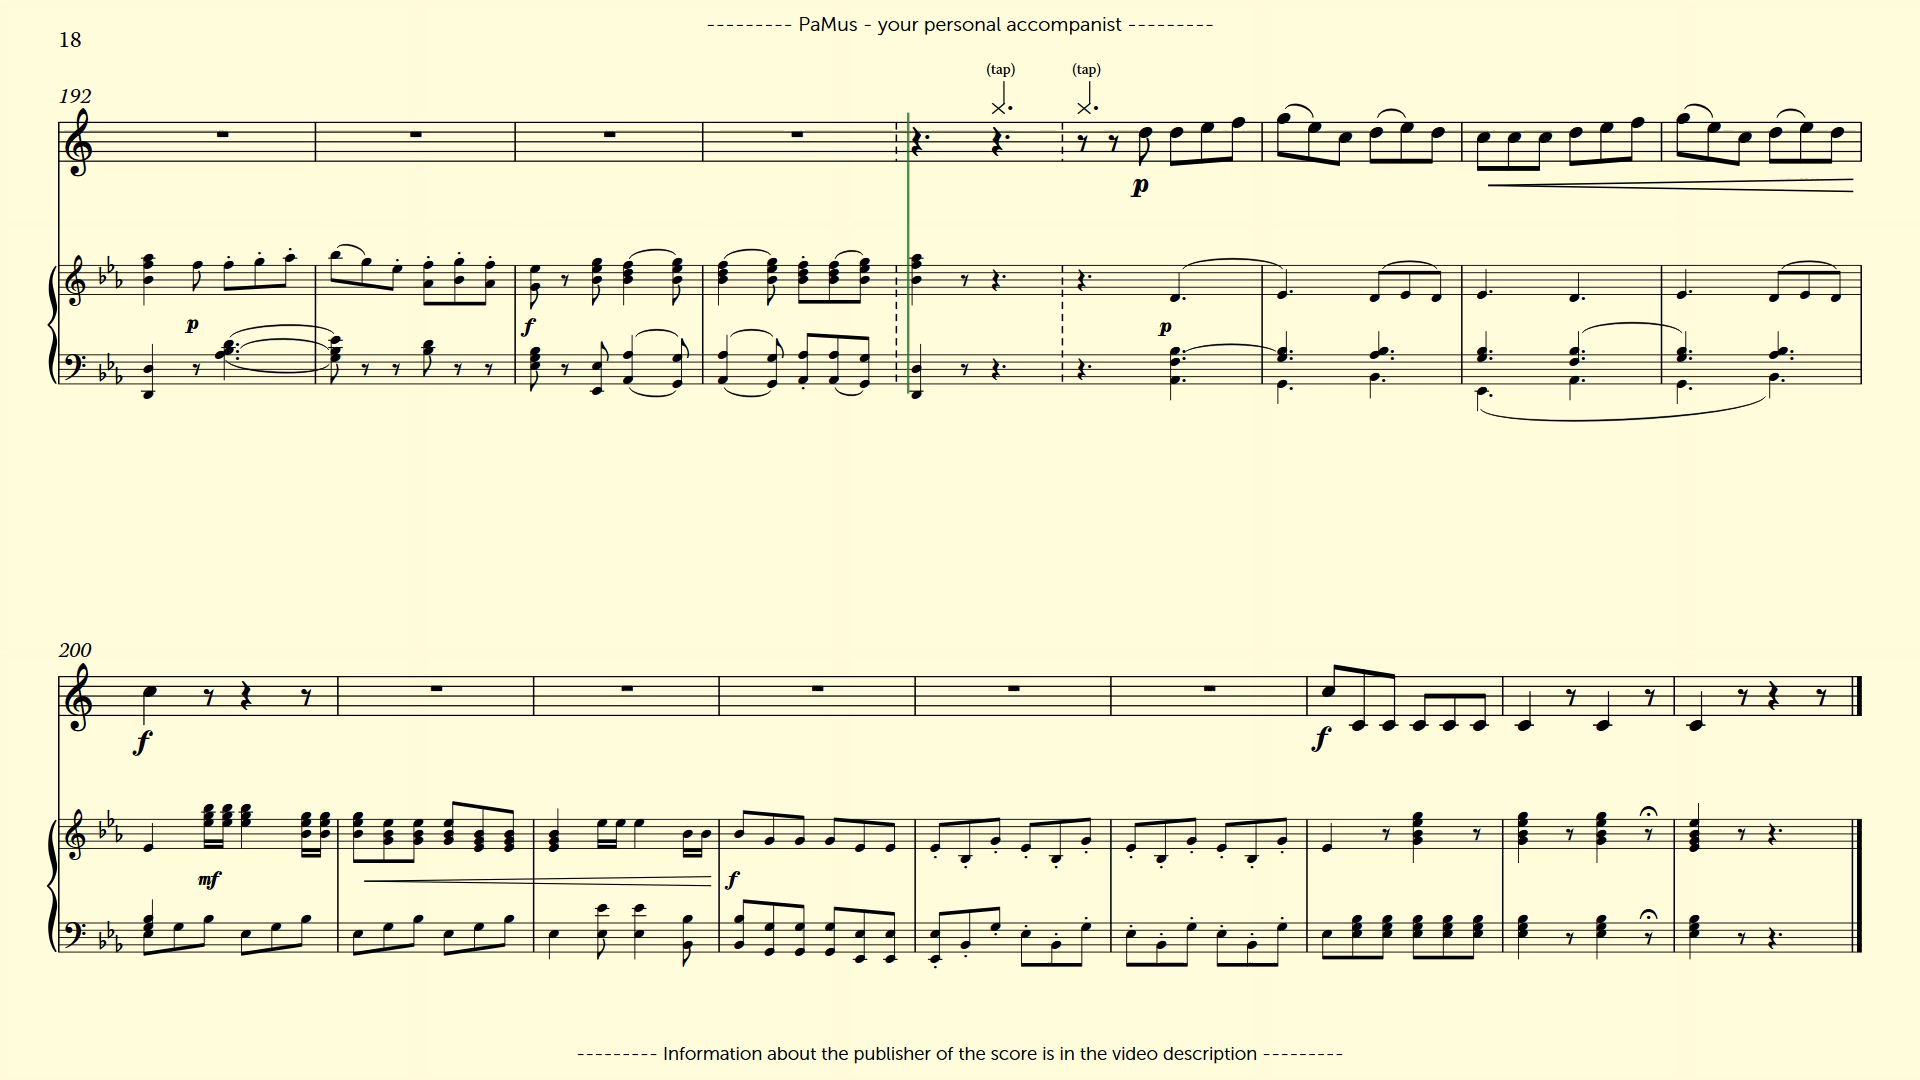 --------- PaMus - your personal accompanist ---------
18
(tap) (tap)
192
p
p f p
200
f f
mf f
--------- Information about the publisher of the score is in the video description ---------